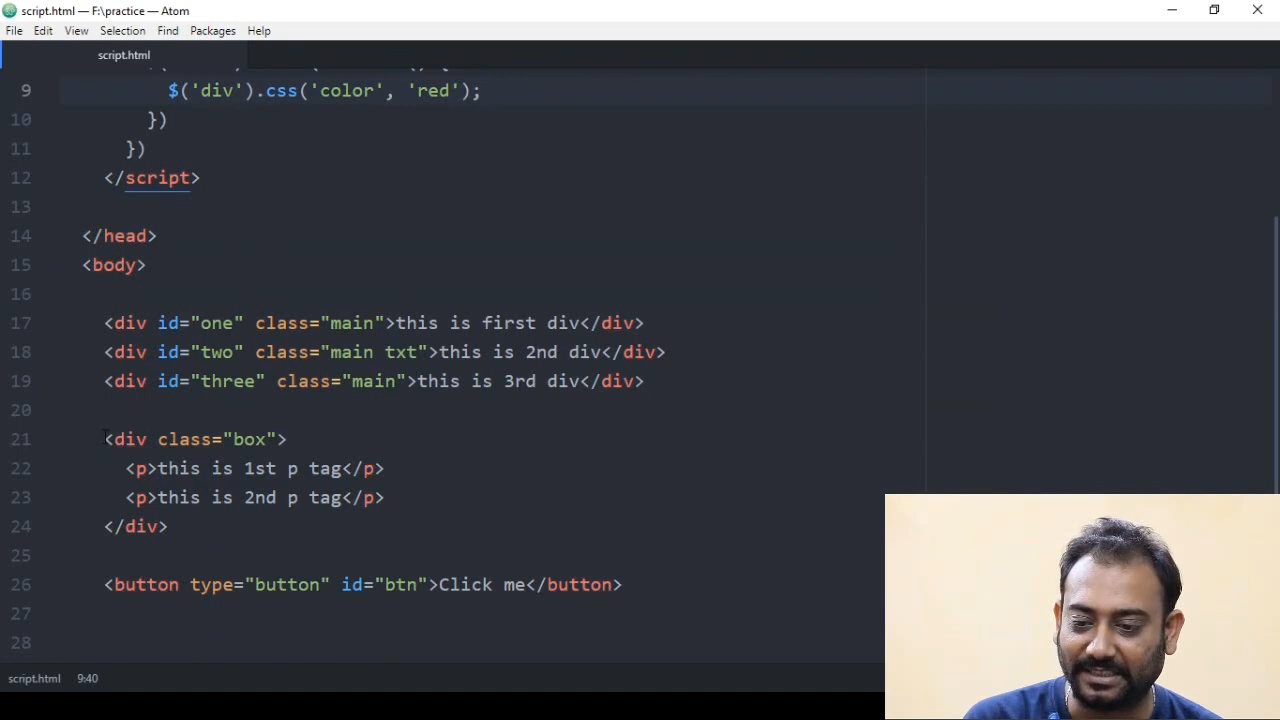 script.html — F:\practice — Atom
File Edit View Selection Find Packages Help
script.html
9 $('div').css('color', 'red');
10 })
11 })
12 </script>
13
14 </head>
15 <body>
16
17 <div id="one" class="main">this is first div</div>
18 <div id="two" class="main txt">this is 2nd div</div>
19 <div id="three" class="main">this is 3rd div</div>
20
21 <div class="box">
22 <p>this is 1st p tag</p>
23 <p>this is 2nd p tag</p>
24 </div>
25
26 <button type="button" id="btn">Click me</button>
27
28
script.html 9:40